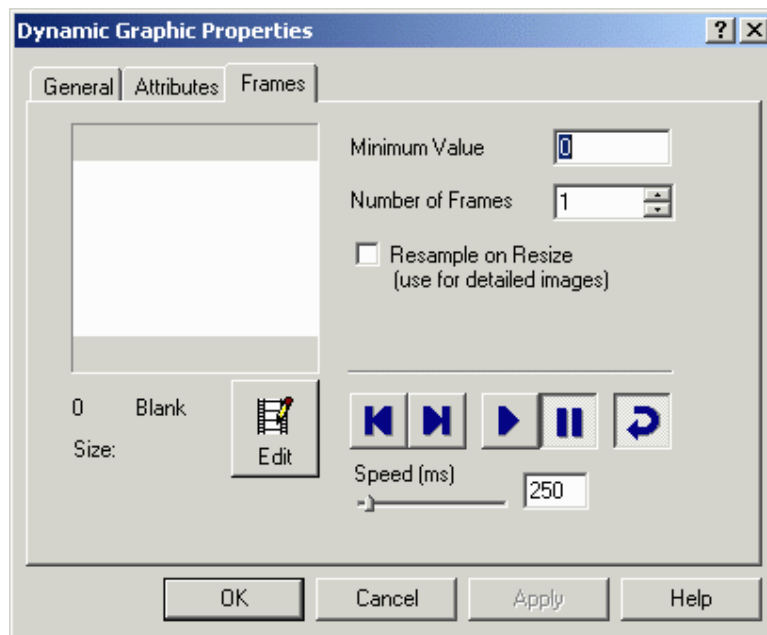 Dynamic Graphic Properties
General Attributes Frames
Minimum Value 0
Number of Frames 1
Resample on Resize
(use for detailed images)
0 Blank
Size:
Edit
Speed (ms) 250
OK Cancel Apply Help